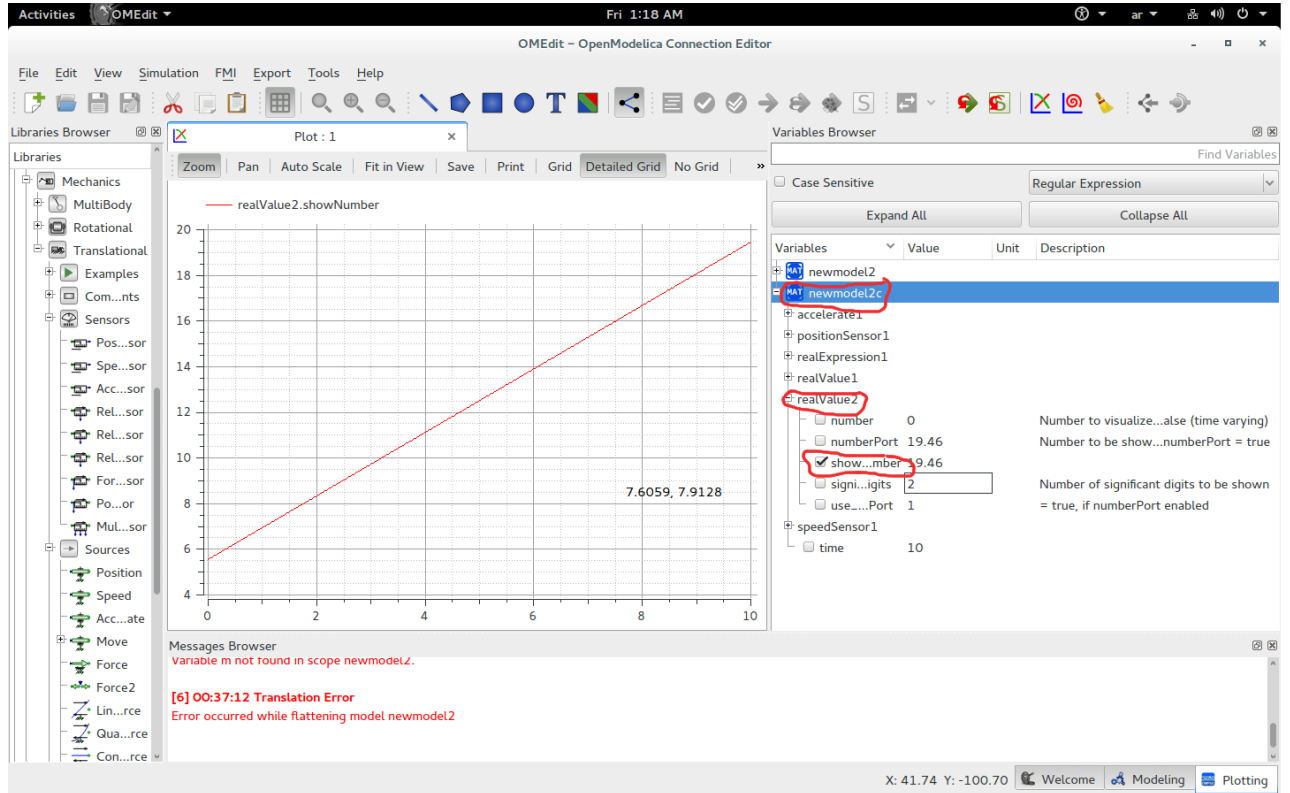 Activities OMEdit Fri 1:18 AM ar
OMEdit - OpenModelica Connection Editor
File Edit View Simulation FMI Export Tools Help
T S S
Libraries Browser
Libraries
Mechanics
MultiBody
Rotational
Translational
Examples
Com...nts
Sensors
Pos...sor
Spe...sor
Acc...sor
Rel...sor
Rel...sor
Rel...sor
For...sor
Po...or
Mul...sor
Sources
Position
Speed
Acc...ate
Move
Force
Force2
Lin...rce
Qua...rce
Con...rce
Plot : 1
Zoom Pan Auto Scale Fit in View Save Print Grid Detailed Grid No Grid »
realValue2.showNumber
20
18
16
14
12
10
8
6
4
0 2 4 6 8 10
7.6059, 7.9128
Variables Browser
Find Variables
Case Sensitive Regular Expression
Expand All Collapse All
Variables Value Unit Description
MAT newmodel2
MAT newmodel2c
accelerate1
positionSensor1
realExpression1
realValue1
realValue2
number 0 Number to visualize...alse (time varying)
numberPort 19.46 Number to be show...numberPort = true
show...mber 19.46
signi...igits 2 Number of significant digits to be shown
use_...Port 1 = true, if numberPort enabled
speedSensor1
time 10
Messages Browser
Variable m not found in scope newmodel2.
[6] 00:37:12 Translation Error
Error occurred while flattening model newmodel2
X: 41.74 Y: -100.70 Welcome Modeling Plotting